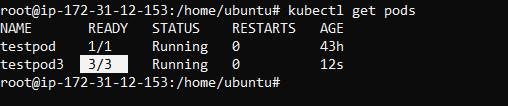 root@ip-172-31-12-153:/home/ubuntu# kubectl get pods
NAME READY STATUS RESTARTS AGE
testpod 1/1 Running 0 43h
testpod3 3/3 Running 0 12s
root@ip-172-31-12-153:/home/ubuntu#